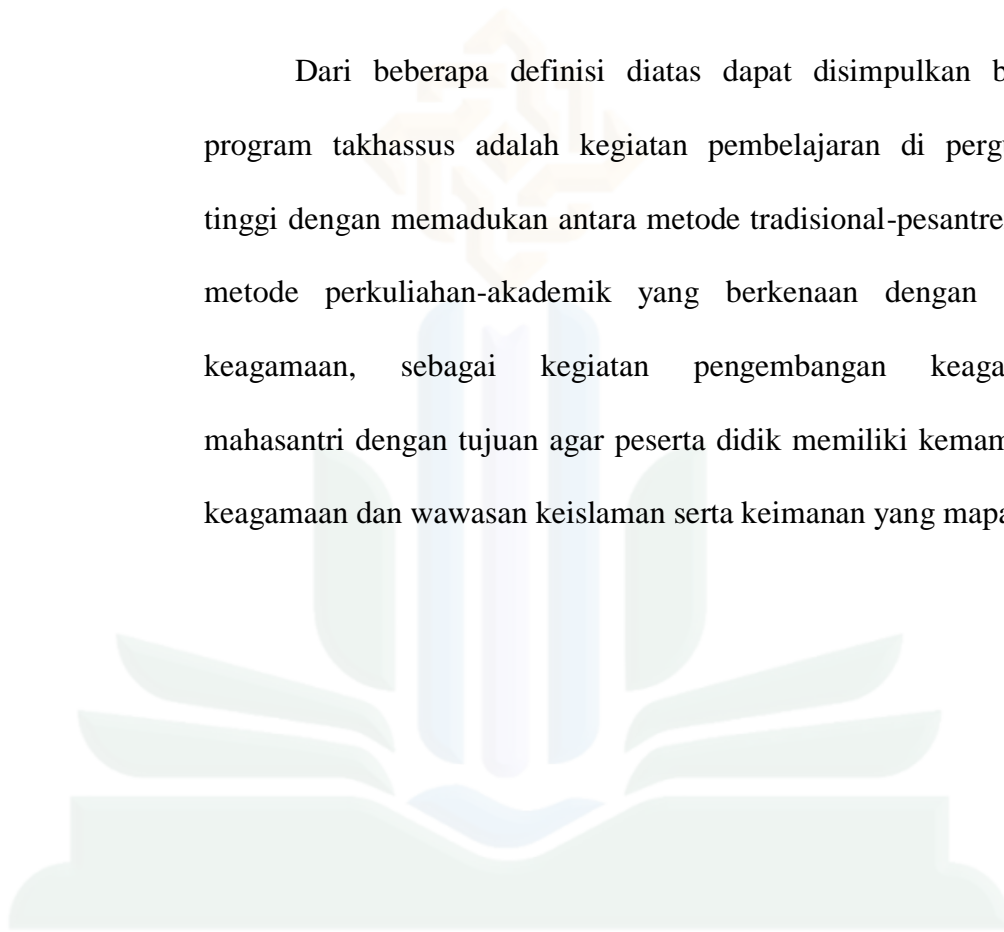 Dari beberapa definisi diatas dapat disimpulkan b
program takhassus adalah kegiatan pembelajaran di perg
tinggi dengan memadukan antara metode tradisional-pesantre
metode perkuliahan-akademik yang berkenaan dengan
keagamaan, sebagai kegiatan pengembangan keaga
mahasantri dengan tujuan agar peserta didik memiliki kemam
keagamaan dan wawasan keislaman serta keimanan yang mapa